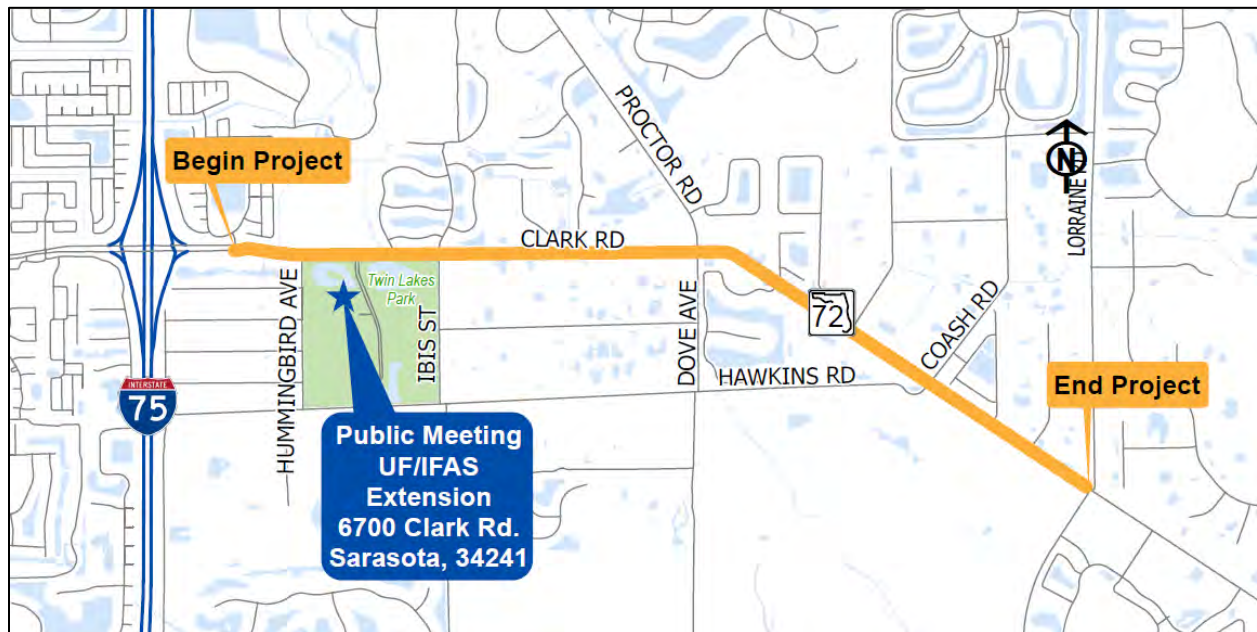 Begin Project
PROCTOR RD
N
LORRAINE RD
CLARK RD
Twin Lakes
Park
HUMMINGBIRD AVE
IBIS ST
DOVE AVE
72
COASH RD
HAWKINS RD
End Project
INTERSTATE
75
Public Meeting
UF/IFAS
Extension
6700 Clark Rd.
Sarasota, 34241